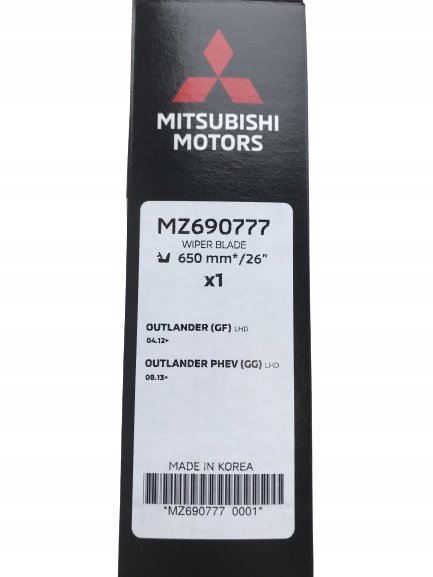 MITSUBISHI
MOTORS
MZ690777
WIPER BLADE
650 mm*/26"
x1
OUTLANDER (GF) LHD
04.12>
OUTLANDER PHEV (GG) LHD
08.13>
MADE IN KOREA
*MZ690777 0001*